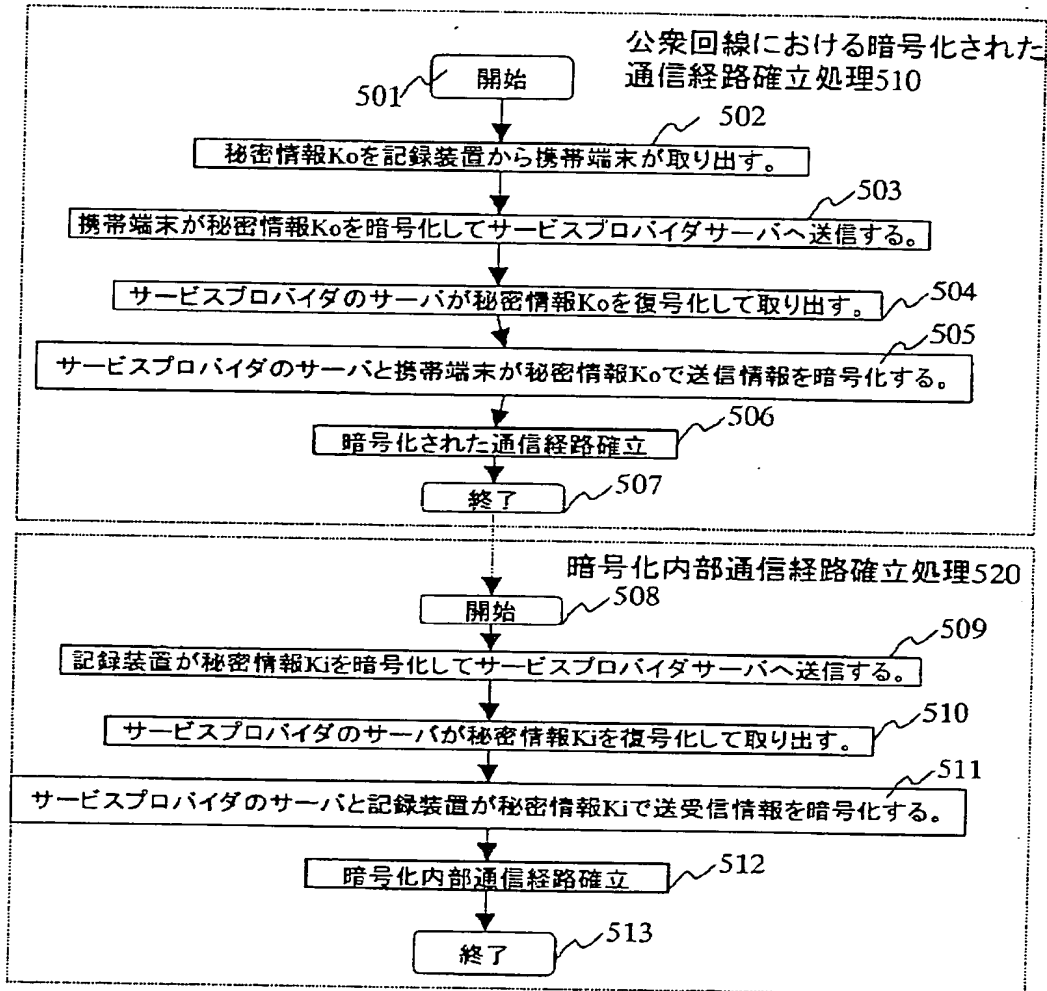 公衆回線における暗号化された
通信経路確立処理510
開始
501
502
秘密情報Koを記録装置から携帯端末が取り出す。
503
携帯端末が秘密情報Koを暗号化してサービスプロバイダサーバへ送信する。
サービスプロバイダのサーバが秘密情報Koを復号化して取り出す。
504
505
サービスプロバイダのサーバと携帯端末が秘密情報Koで送信情報を暗号化する。
506
暗号化された通信経路確立
終了
507
暗号化内部通信経路確立処理520
開始
508
509
記録装置が秘密情報Kiを暗号化してサービスプロバイダサーバへ送信する。
510
サービスプロバイダのサーバが秘密情報Kiを復号化して取り出す。
511
サービスプロバイダのサーバと記録装置が秘密情報Kiで送受信情報を暗号化する。
暗号化内部通信経路確立
512
終了
513